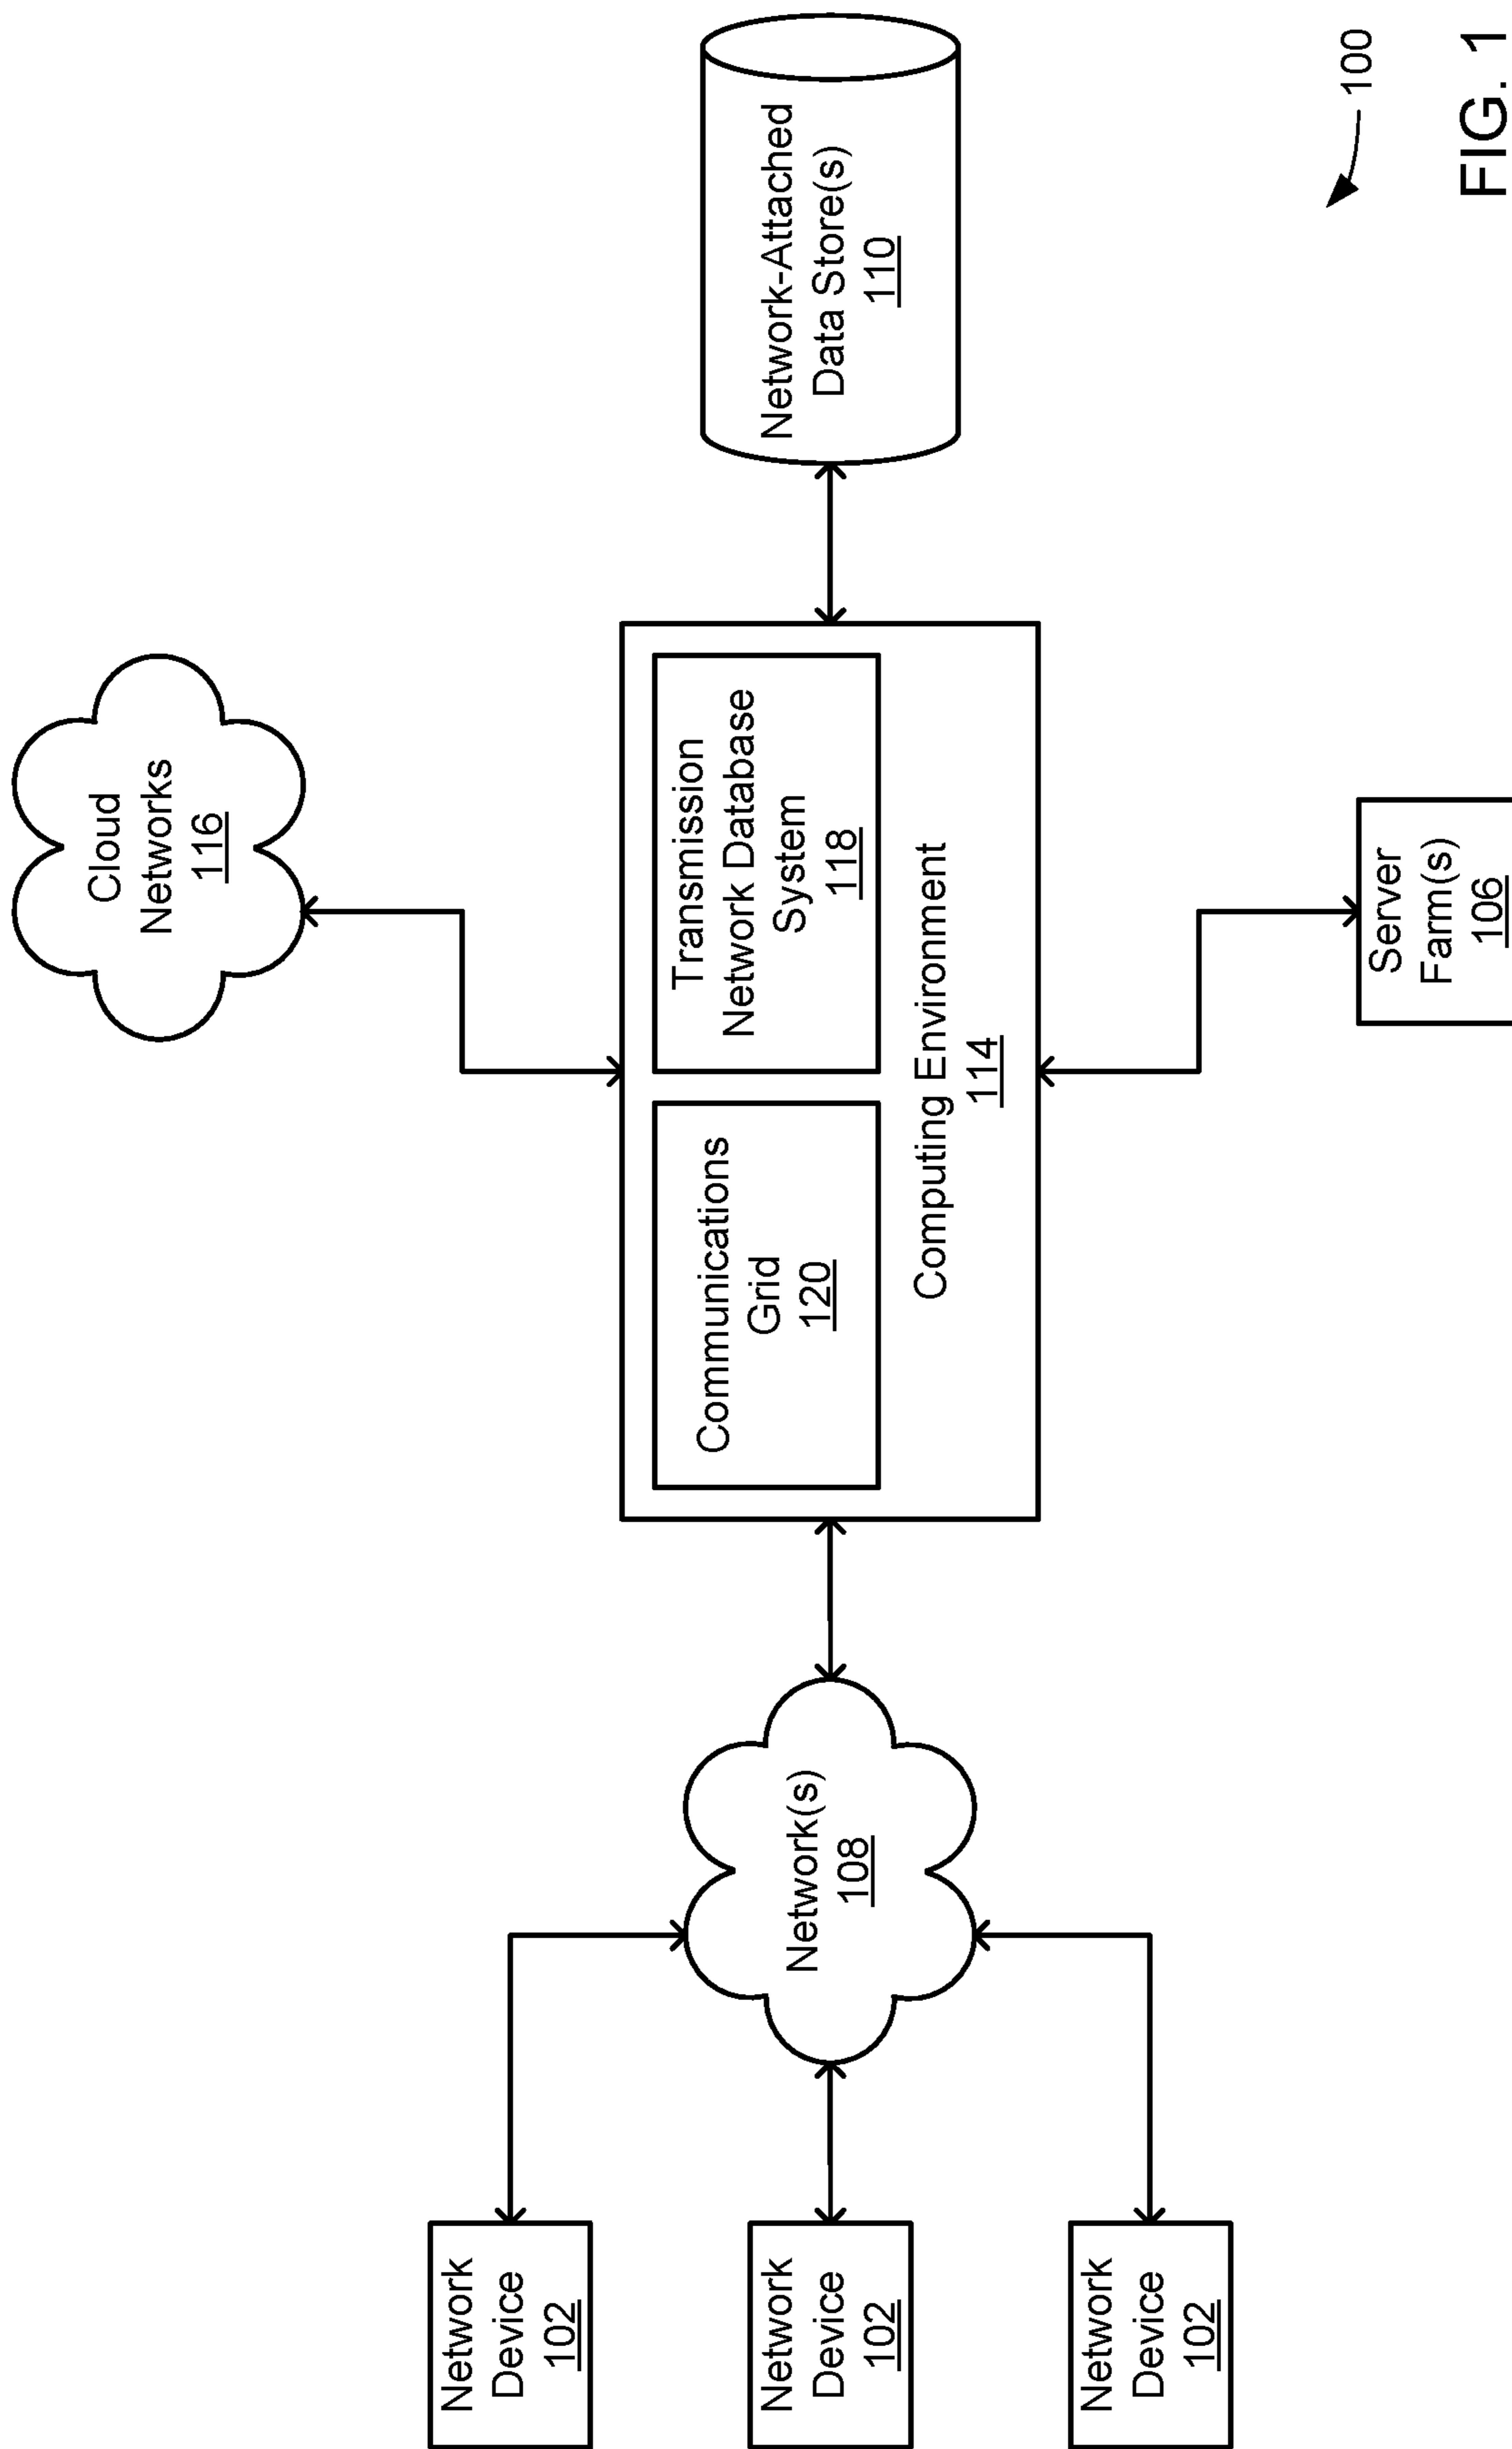 Cloud
Networks
116
Network
Device
102
Network
Device
102
Network
Device
102
Network(s)
108
Communications
Grid
120
Transmission
Network Database
System
118
Computing Environment
114
Network-Attached
Data Store(s)
110
Server
Farm(s)
106
100
FIG. 1